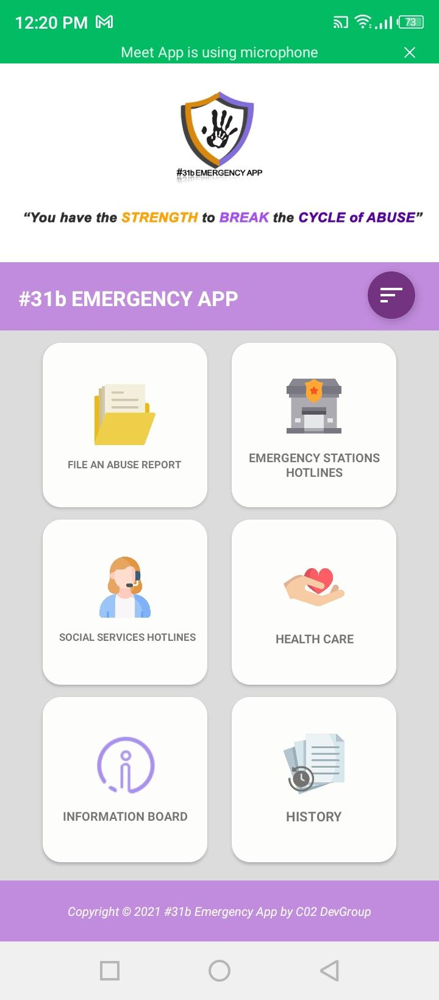 12:20 PM
73
Meet App is using microphone
#31b EMERGENCY APP
“You have the STRENGTH to BREAK the CYCLE of ABUSE”
#31b EMERGENCY APP
FILE AN ABUSE REPORT
EMERGENCY STATIONS
HOTLINES
SOCIAL SERVICES HOTLINES
HEALTH CARE
INFORMATION BOARD
HISTORY
Copyright © 2021 #31b Emergency App by C02 DevGroup